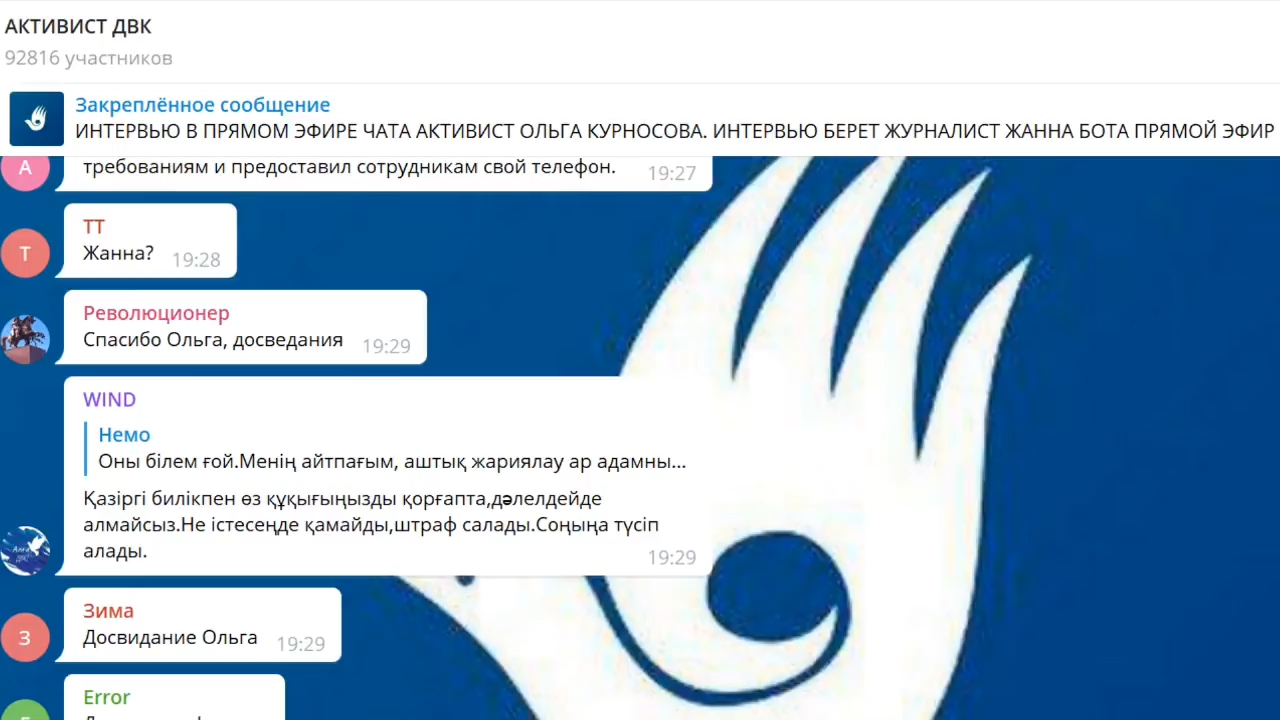 АКТИВИСТ ДВК
92816 участников
Закреплённое сообщение
ИНТЕРВЬЮ В ПРЯМОМ ЭФИРЕ ЧАТА АКТИВИСТ ОЛЬГА КУРНОСОВА. ИНТЕРВЬЮ БЕРЕТ ЖУРНАЛИСТ ЖАННА БОТА ПРЯМОЙ ЭФИР
А
требованиям и предоставил сотрудникам свой телефон. 19:27
ТТ
Т
Жанна? 19:28
Революционер
Спасибо Ольга, досведания 19:29
WIND
Немо
Оны білем ғой.Менің айтпағым, аштық жариялау ар адамны...
Қазіргі билікпен өз құқығыңызды қорғапта,дәлелдейде
алмайсыз.Не істесеңде қамайды,штраф салады.Соңыңа түсіп
алады. 19:29
Зима
З
Досвидание Ольга 19:29
Error